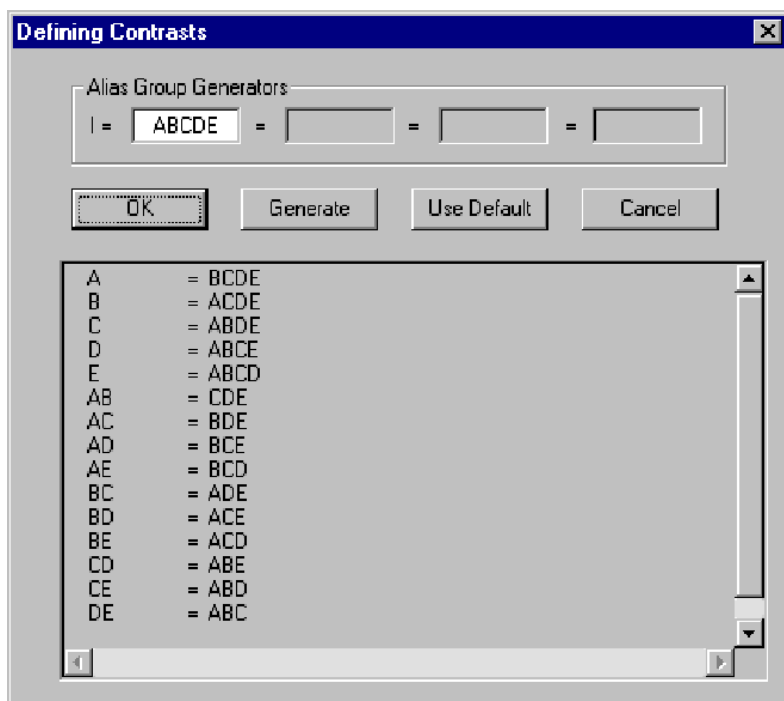 Defining Contrasts
Alias Group Generators
I = ABCDE = = =
OK Generate Use Default Cancel
A = BCDE
B = ACDE
C = ABDE
D = ABCE
E = ABCD
AB = CDE
AC = BDE
AD = BCE
AE = BCD
BC = ADE
BD = ACE
BE = ACD
CD = ABE
CE = ABD
DE = ABC